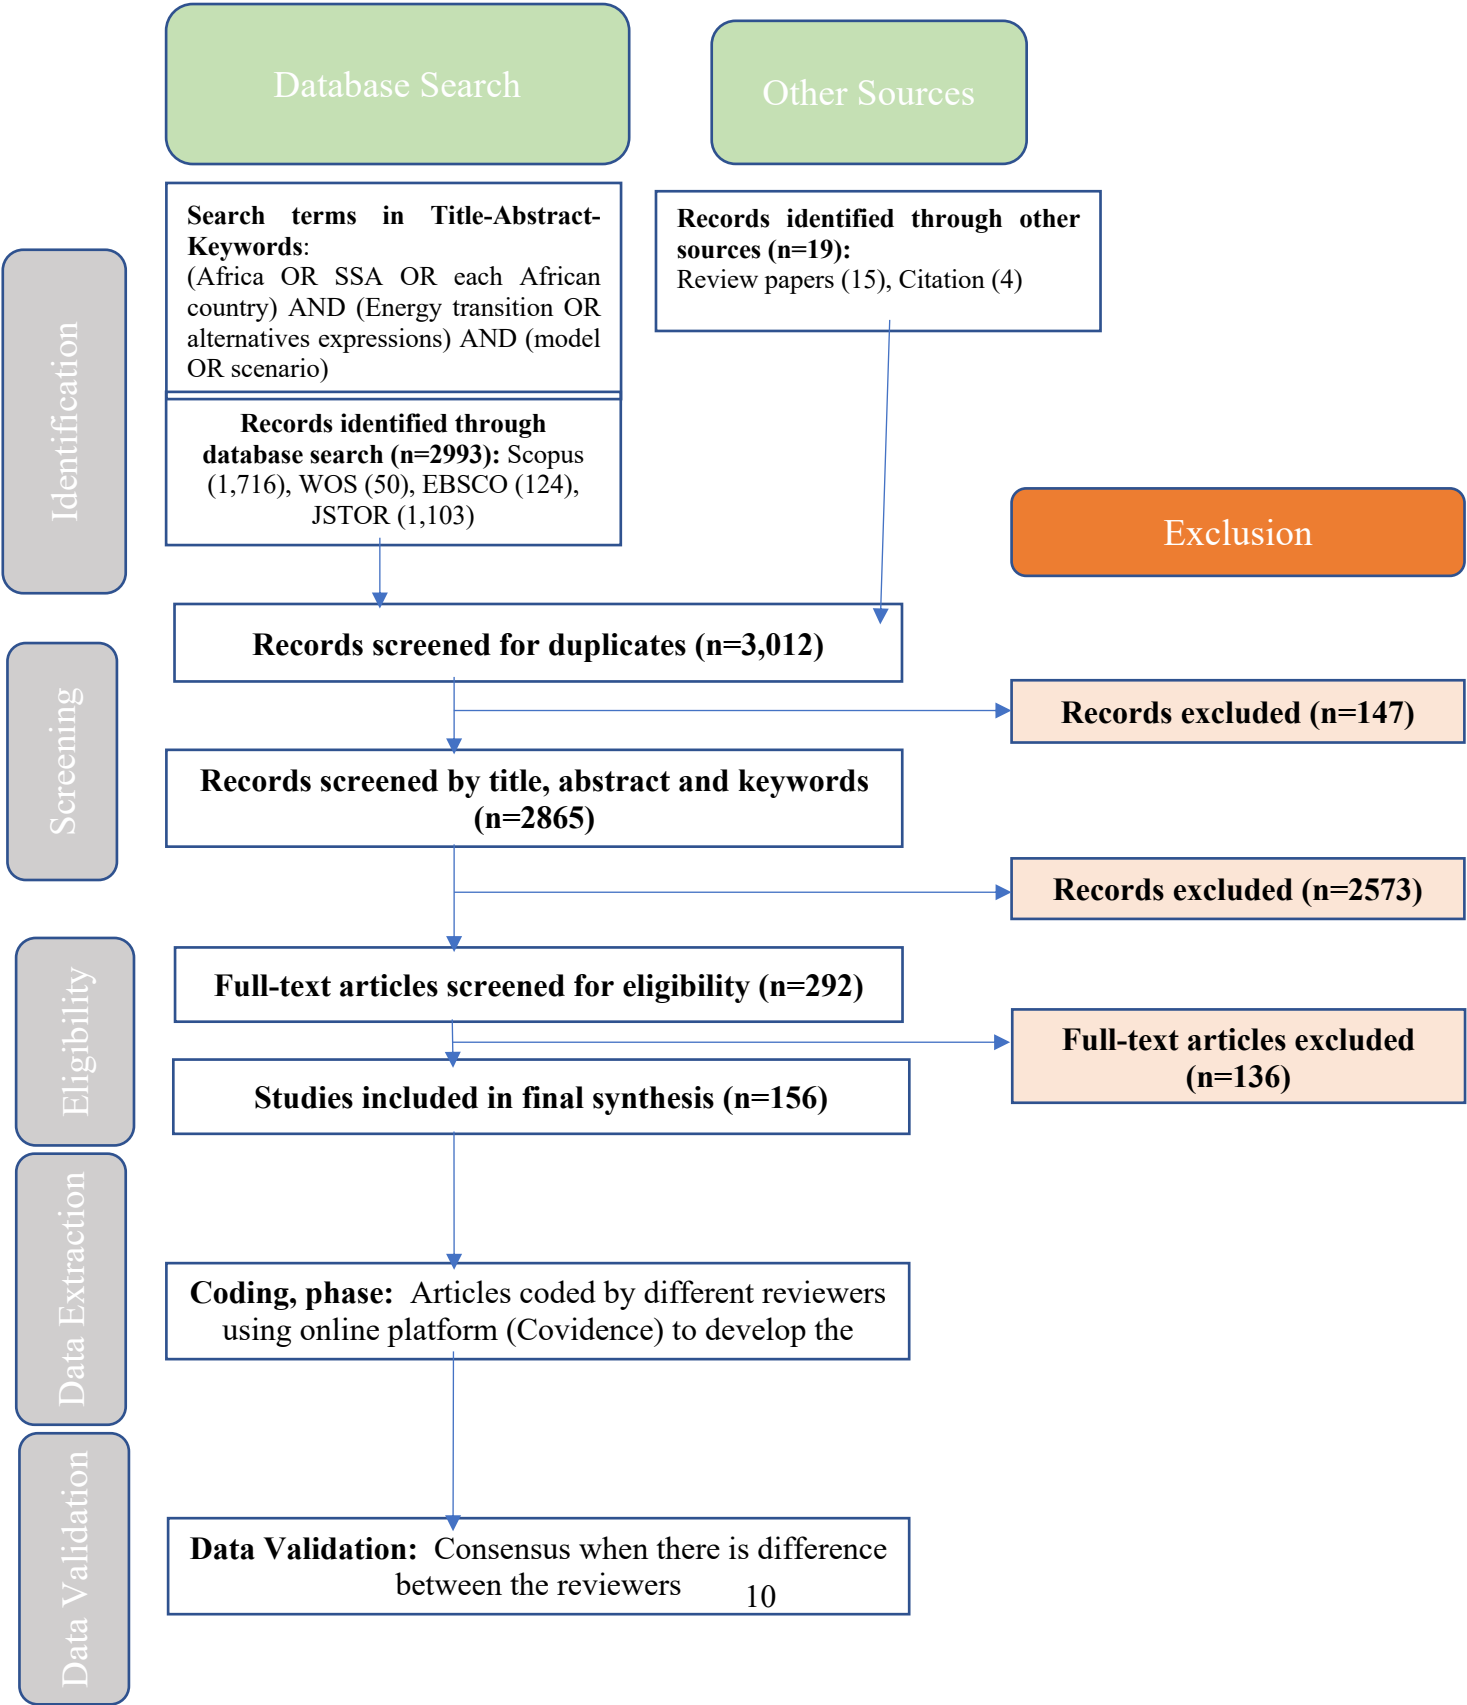 Database Search
Other Sources
Search terms in Title-Abstract-
Keywords:
(Africa OR SSA OR each African
country) AND (Energy transition OR
alternatives expressions) AND (model
OR scenario)
Records identified through other
sources (n=19):
Review papers (15), Citation (4)
Identification
Records identified through
database search (n=2993): Scopus
(1,716), WOS (50), EBSCO (124),
JSTOR (1,103)
Exclusion
Records screened for duplicates (n=3,012)
Screening
Records excluded (n=147)
Records screened by title, abstract and keywords
(n=2865)
Records excluded (n=2573)
Eligibility
Full-text articles screened for eligibility (n=292)
Full-text articles excluded
(n=136)
Studies included in final synthesis (n=156)
Data Extraction
Coding, phase: Articles coded by different reviewers
using online platform (Covidence) to develop the
Data Validation
Data Validation: Consensus when there is difference
between the reviewers
10